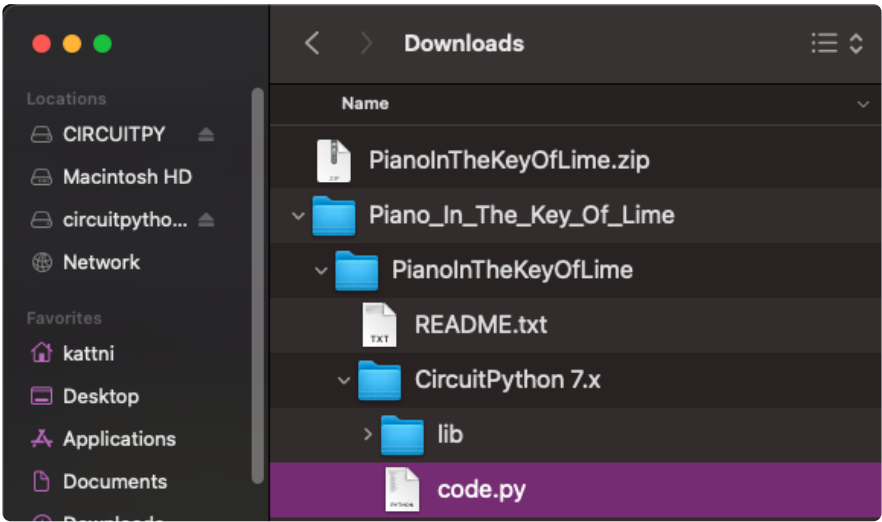 Locations
CIRCUITPY
Macintosh HD
circuitpytho...
Network
Favorites
kattni
Desktop
Applications
Documents
Downloads
Name
PianoInTheKeyOfLime.zip
ZIP
Piano_In_The_Key_Of_Lime
PianoInTheKeyOfLime
README.txt
TXT
CircuitPython 7.x
lib
code.py
PYTHON